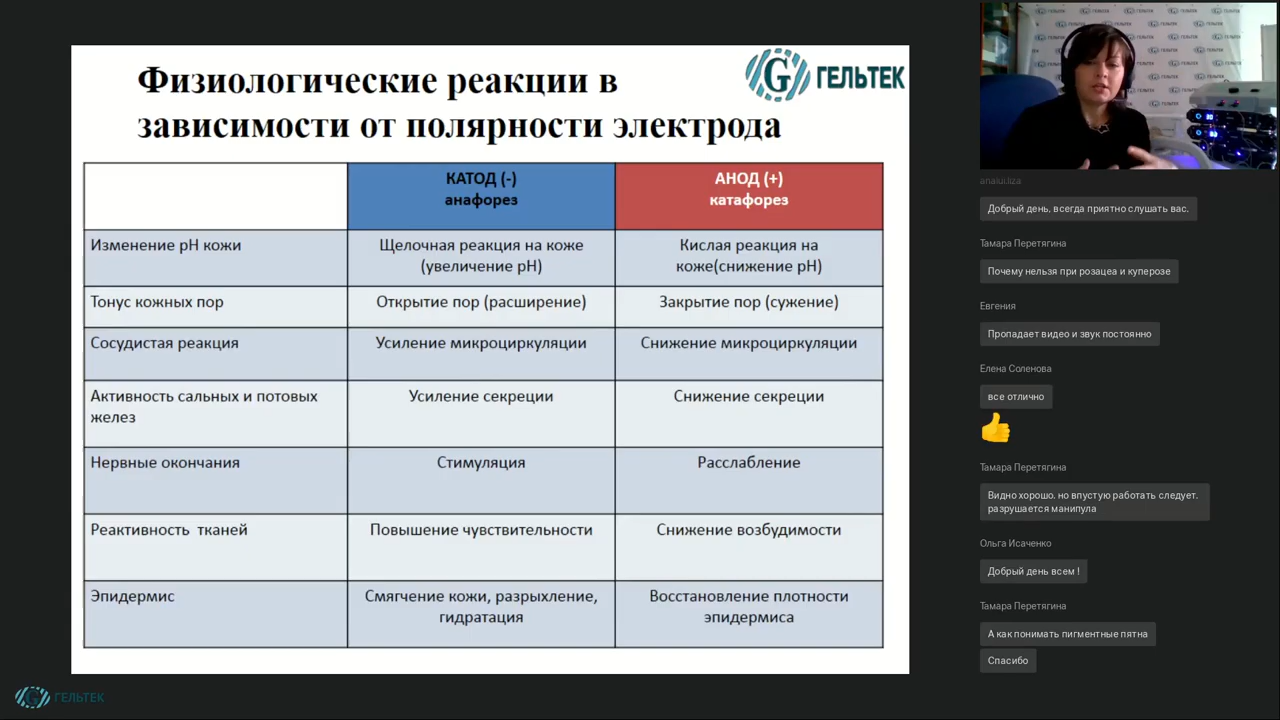 Физиологические реакции в
зависимости от полярности электрода
ГЕЛЬТЕК
КАТОД (-)
анафорез
АНОД (+)
катафорез
Изменение pH кожи
Щелочная реакция на коже
(увеличение pH)
Кислая реакция на
коже(снижение pH)
Тонус кожных пор
Открытие пор (расширение)
Закрытие пор (сужение)
Сосудистая реакция
Усиление микроциркуляции
Снижение микроциркуляции
Активность сальных и потовых
желез
Усиление секреции
Снижение секреции
Нервные окончания
Стимуляция
Расслабление
Реактивность тканей
Повышение чувствительности
Снижение возбудимости
Эпидермис
Смягчение кожи, разрыхление,
гидратация
Восстановление плотности
эпидермиса
ГЕЛЬТЕК
Добрый день, всегда приятно слушать вас.
Тамара Перетягина
Почему нельзя при розацеа и куперозе
Евгения
Пропадает видео и звук постоянно
Елена Соленова
все отлично
Тамара Перетягина
Видно хорошо. но впустую работать следует.
разрушается манипула
Ольга Исаченко
Добрый день всем !
Тамара Перетягина
А как понимать пигментные пятна
Спасибо